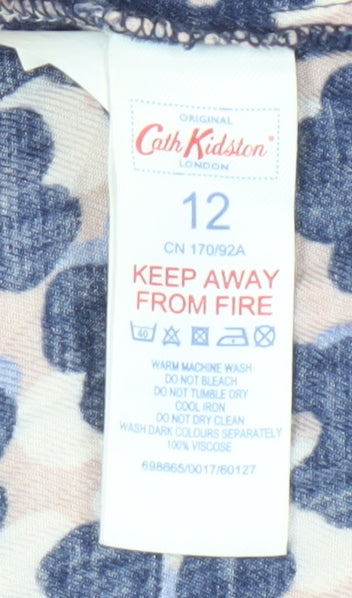 ORIGINAL
Cath Kidston
LONDON
12
CN 170/92A
KEEP AWAY
FROM FIRE
40
WARM MACHINE WASH
DO NOT BLEACH
DO NOT TUMBLE DRY
COOL IRON
DO NOT DRY CLEAN
WASH DARK COLOURS SEPARATELY
100% VISCOSE
698665/0017/60127